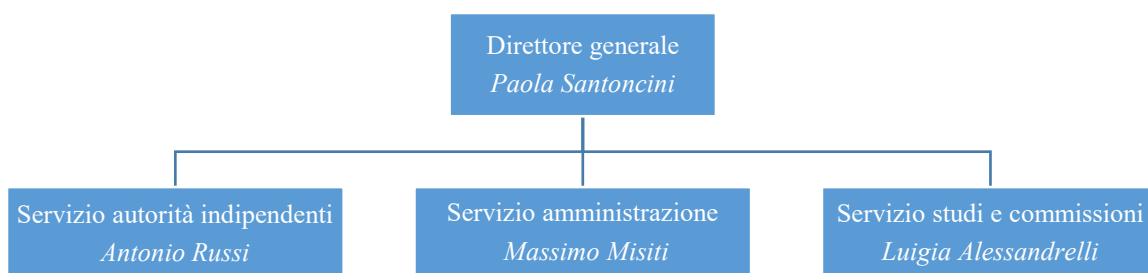 Direttore generale
Paola Santoncini
Servizio autorità indipendenti
Antonio Russi
Servizio amministrazione
Massimo Misiti
Servizio studi e commissioni
Luigia Alessandrelli